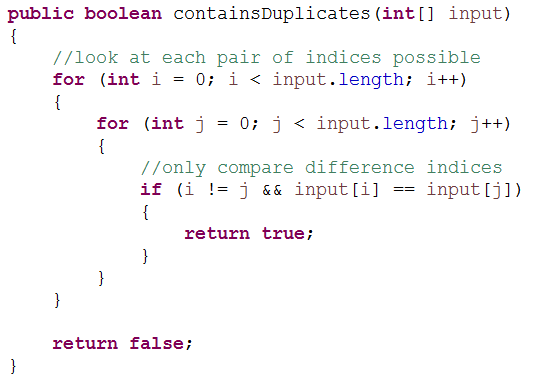 public boolean containsDuplicates(int[] input)
{
    //look at each pair of indices possible
    for (int i = 0; i < input.length; i++)
    {
        for (int j = 0; j < input.length; j++)
        {
            //only compare difference indices
            if (i != j && input[i] == input[j])
            {
                return true;
            }
        }
    }

    return false;
}